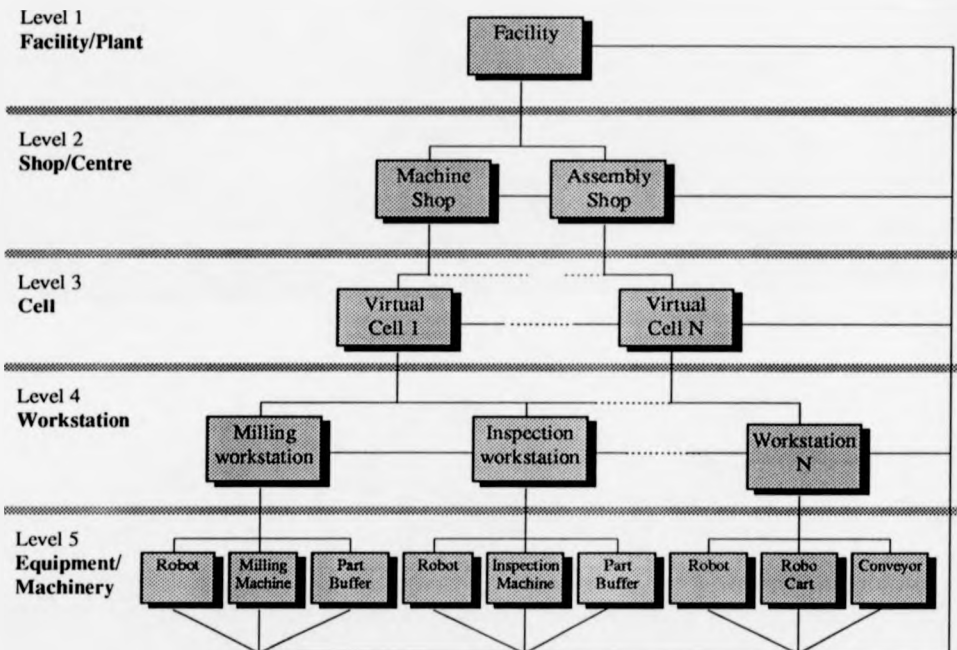 Level 1
Facility/Plant
Facility
Level 2
Shop/Centre
Machine
Shop
Assembly
Shop
Level 3
Cell
Virtual
Cell 1
Virtual
Cell N
Level 4
Workstation
Milling
workstation
Inspection
workstation
Workstation
N
Level 5
Equipment/
Machinery
Robot
Milling
Machine
Part
Buffer
Robot
Inspection
Machine
Part
Buffer
Robot
Robo
Cart
Conveyor